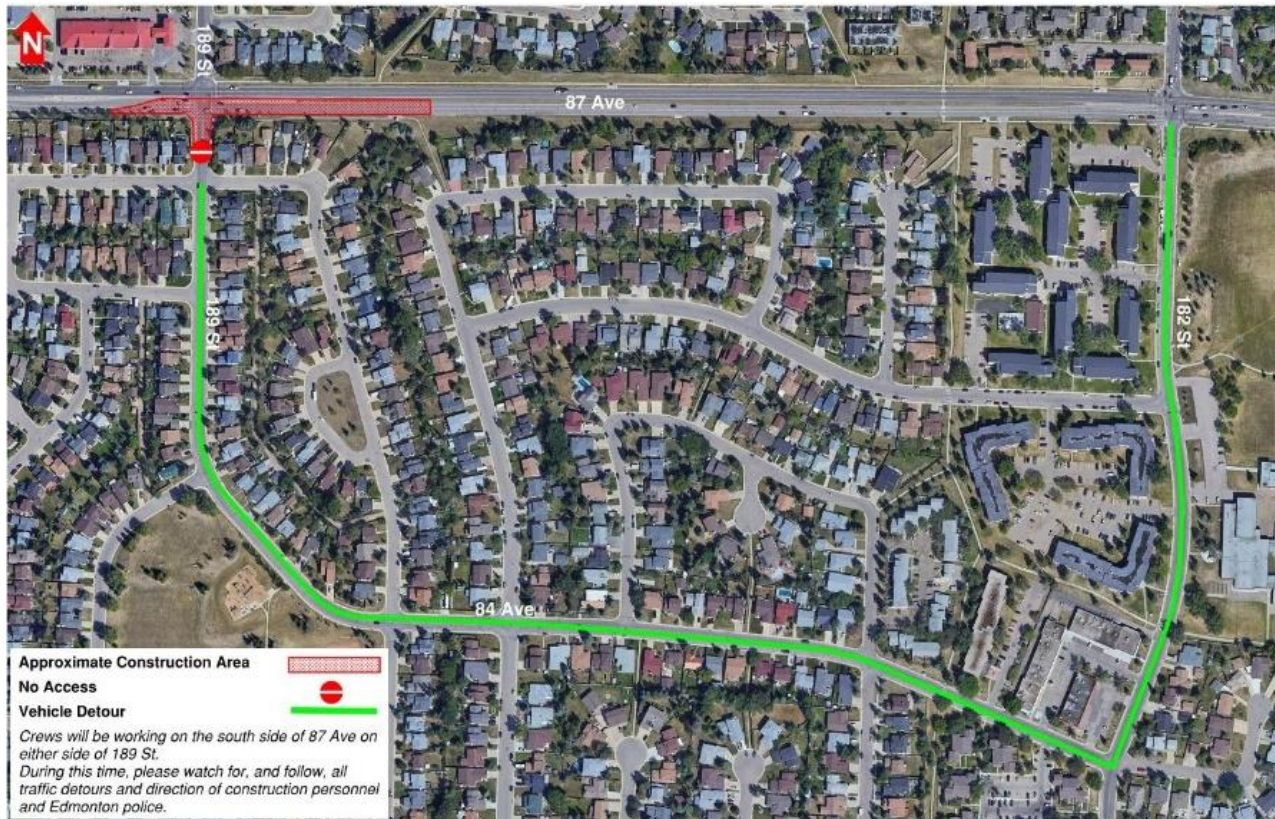 N
189 St
87 Ave
189 St
182 St
84 Ave
Approximate Construction Area
No Access
Vehicle Detour
Crews will be working on the south side of 87 Ave on
either side of 189 St.
During this time, please watch for, and follow, all
traffic detours and direction of construction personnel
and Edmonton police.